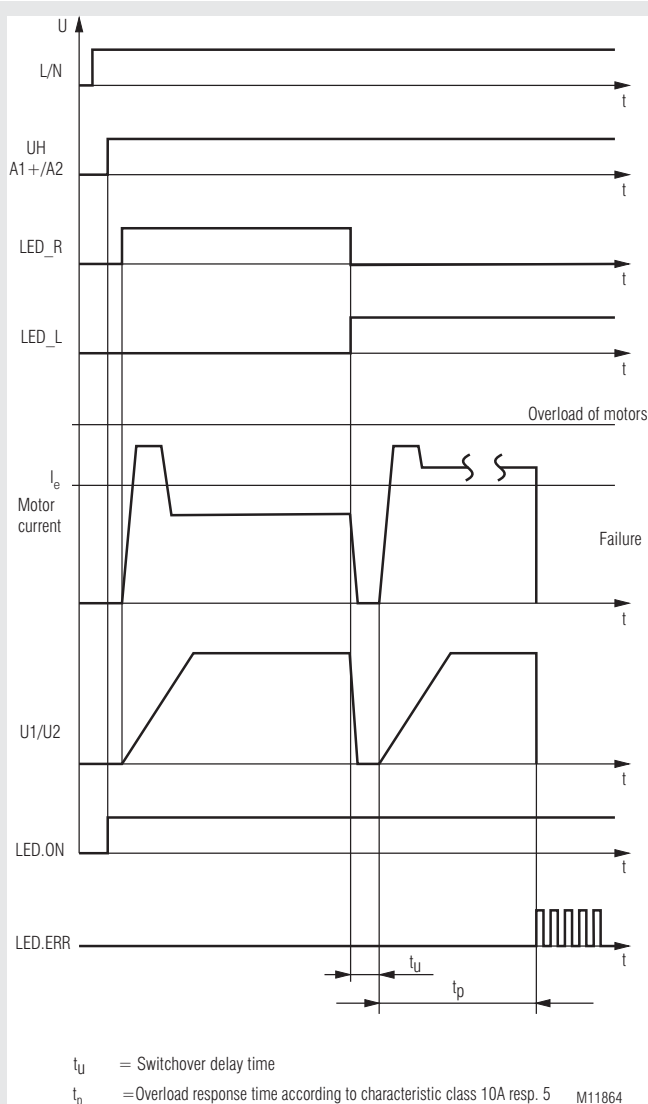 U
L/N
t
UH
A1+/A2
t
LED_R
t
LED_L
t
Overload of motors
Ie
Motor
current
Failure
t
U1/U2
t
LED.ON
t
LED.ERR
t
tu
tp
tu = Switchover delay time
tp =Overload response time according to characteristic class 10A resp. 5
M11864